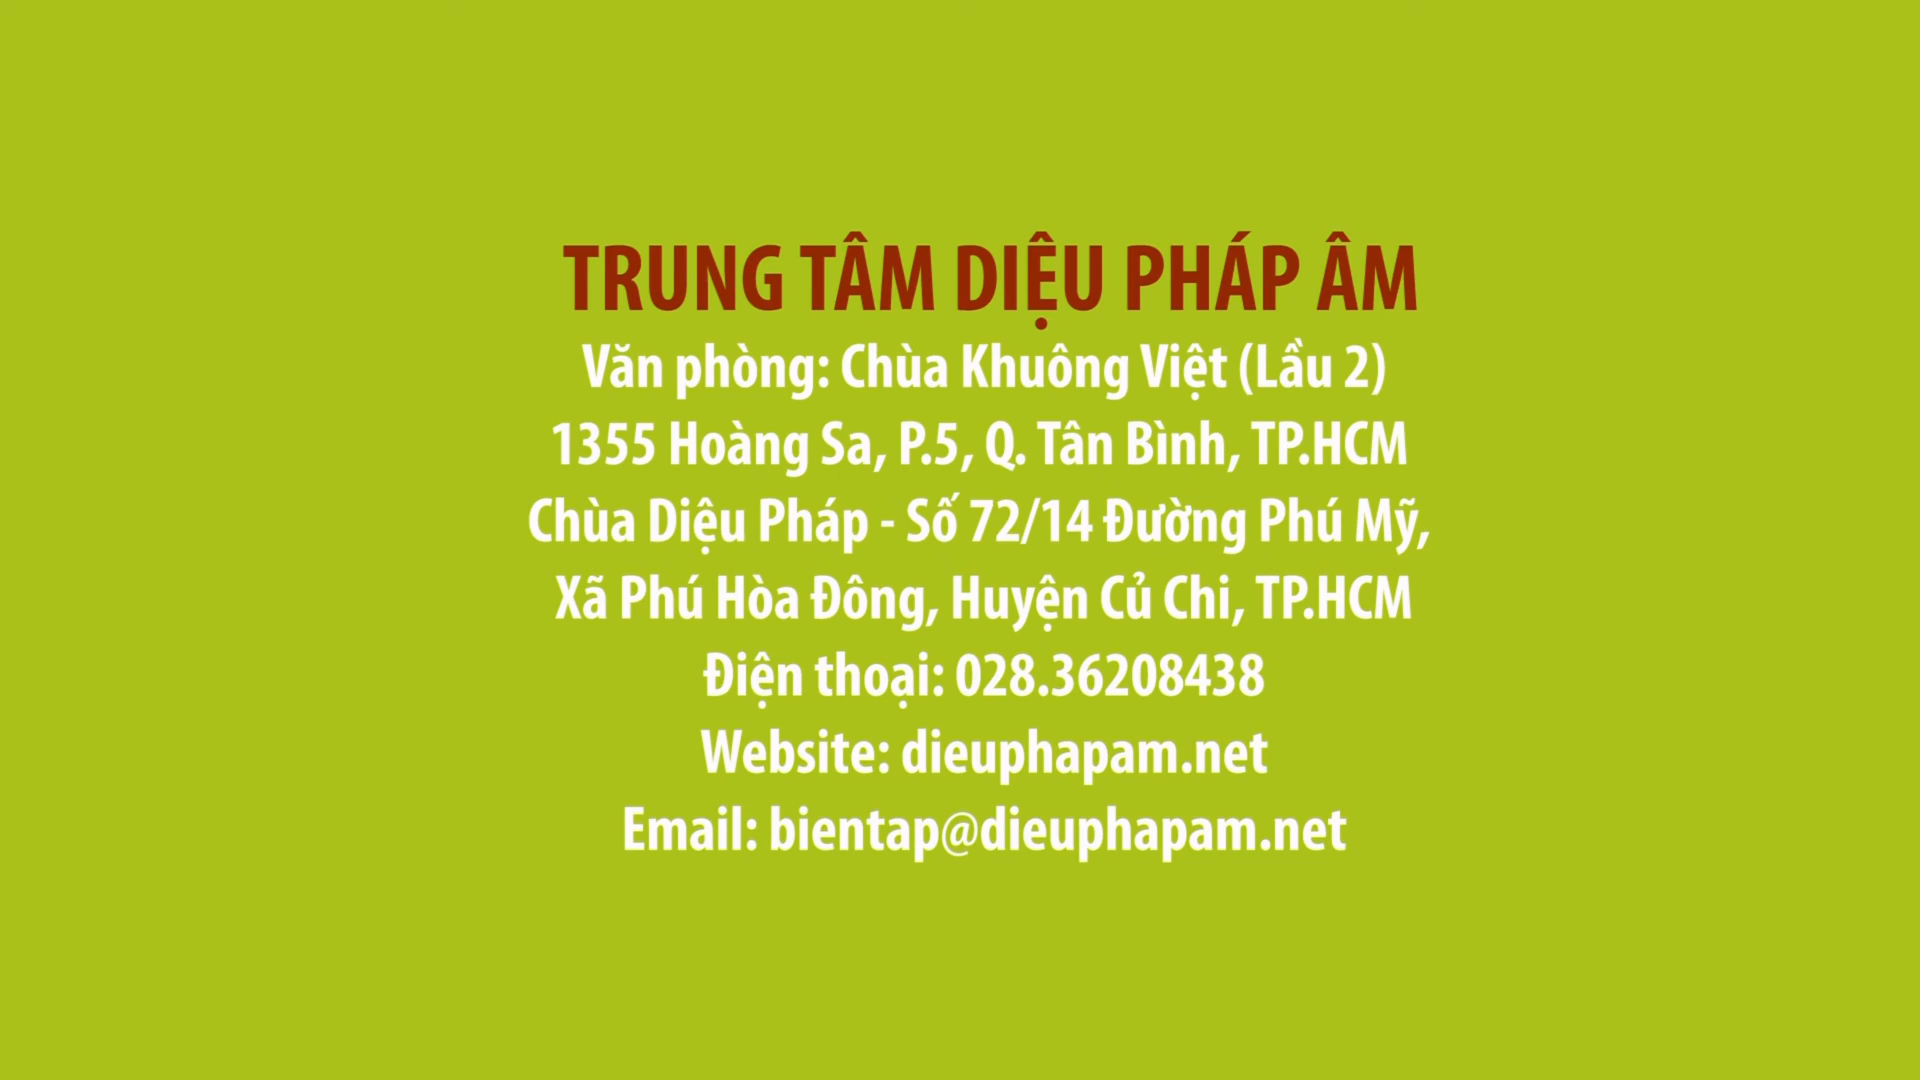 TRUNG TÂM DIỆU PHÁP ÂM
Văn phòng: Chùa Khuông Việt (Lầu 2)
1355 Hoàng Sa, P.5, Q. Tân Bình, TP.HCM
Chùa Diệu Pháp - Số 72/14 Đường Phú Mỹ,
Xã Phú Hòa Đông, Huyện Củ Chi, TP.HCM
Điện thoại: 028.36208438
Website: dieuphapam.net
Email: bientap@dieuphapam.net